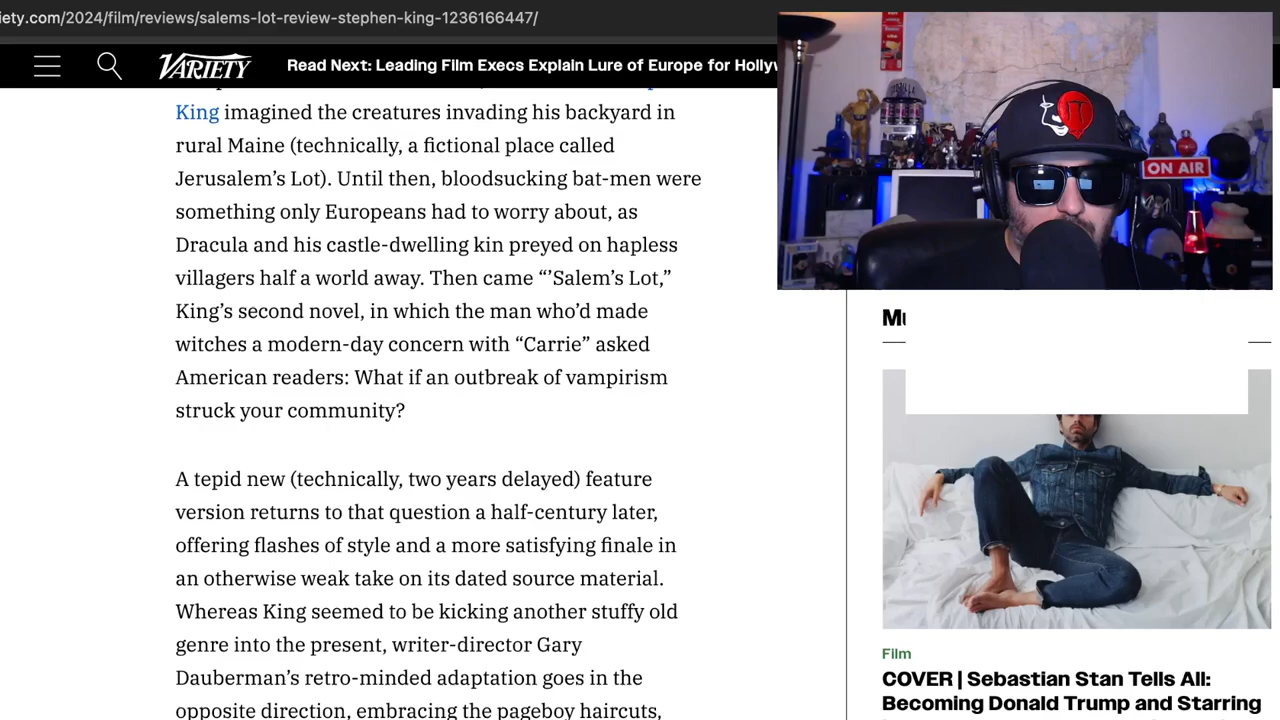 iety.com/2024/film/reviews/salems-lot-review-stephen-king-1236166447/
VARIETY
Read Next: Leading Film Execs Explain Lure of Europe for Hollyw
King imagined the creatures invading his backyard in
rural Maine (technically, a fictional place called
Jerusalem’s Lot). Until then, bloodsucking bat-men were
something only Europeans had to worry about, as
Dracula and his castle-dwelling kin preyed on hapless
villagers half a world away. Then came “’Salem’s Lot,”
King’s second novel, in which the man who’d made
witches a modern-day concern with “Carrie” asked
American readers: What if an outbreak of vampirism
struck your community?
A tepid new (technically, two years delayed) feature
version returns to that question a half-century later,
offering flashes of style and a more satisfying finale in
an otherwise weak take on its dated source material.
Whereas King seemed to be kicking another stuffy old
genre into the present, writer-director Gary
Dauberman’s retro-minded adaptation goes in the
opposite direction, embracing the pageboy haircuts,
IT
ON AIR
Film
COVER | Sebastian Stan Tells All:
Becoming Donald Trump and Starring